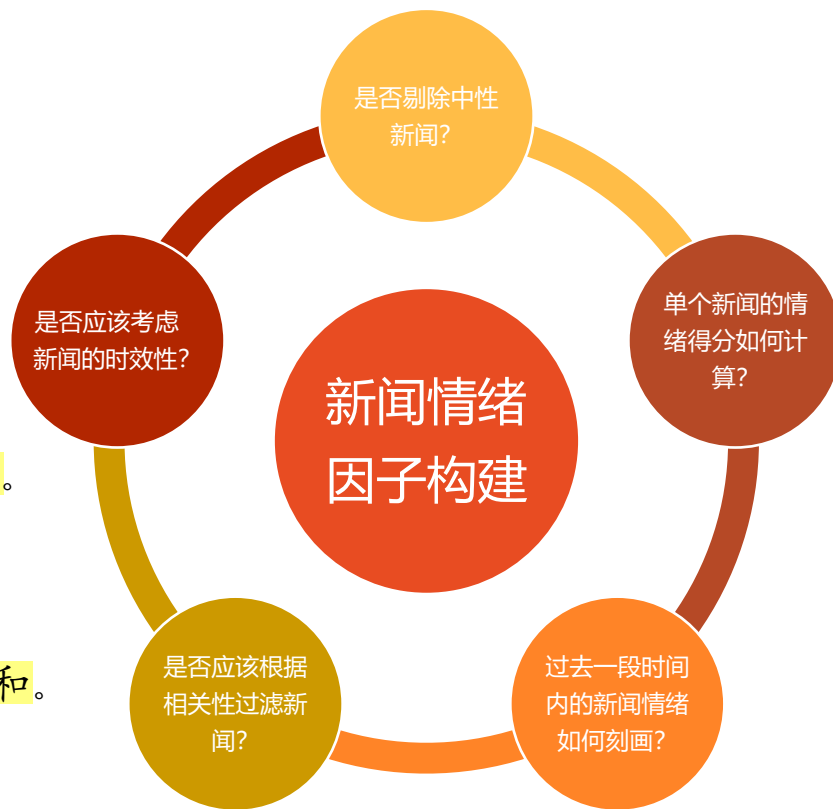 是否剔除中性
新闻?
单个新闻的情
绪得分如何计
算?
过去一段时间
内的新闻情绪
如何刻画?
是否应该根据
相关性过滤新
闻?
是否应该考虑
新闻的时效性?
新闻情绪
因子构建
。
和。